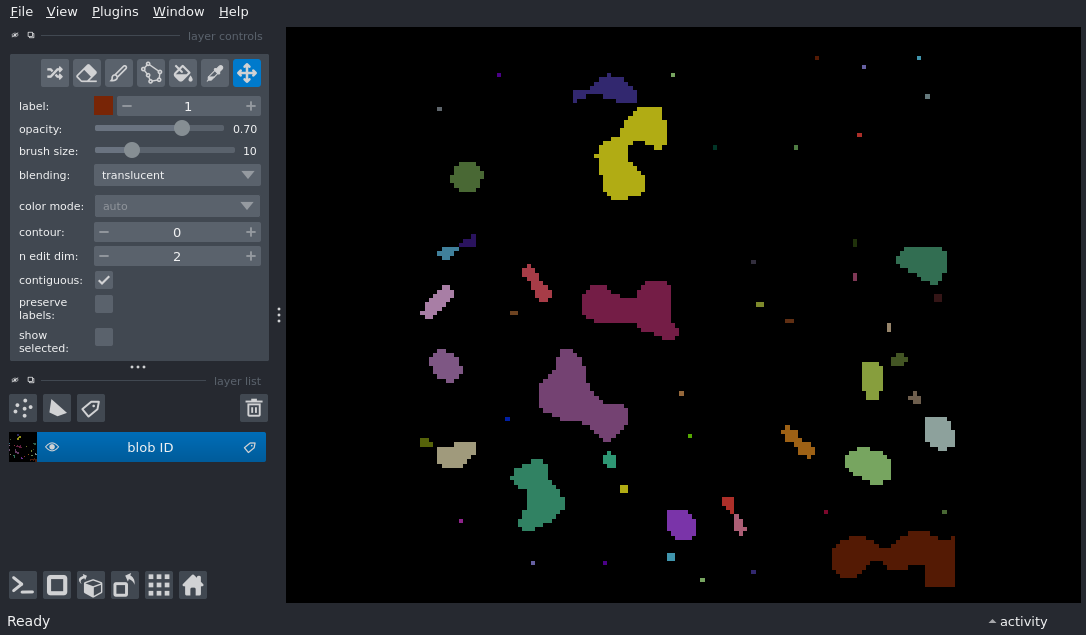 File View Plugins Window Help
layer controls
label: 1
opacity: 0.70
brush size: 10
blending: translucent
color mode: auto
contour: 0
n edit dim: 2
contiguous:
preserve
labels:
show
selected:
layer list
blob ID
Ready
activity